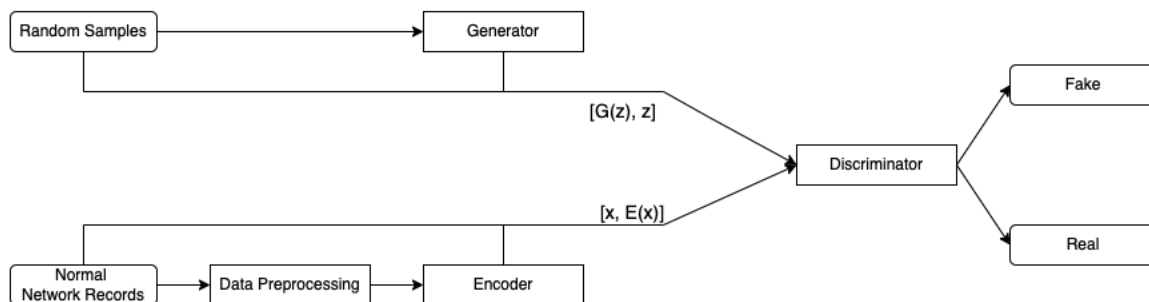 Random Samples
Generator
Fake
[G(z), z]
Discriminator
[x, E(x)]
Real
Normal
Network Records
Data Preprocessing
Encoder